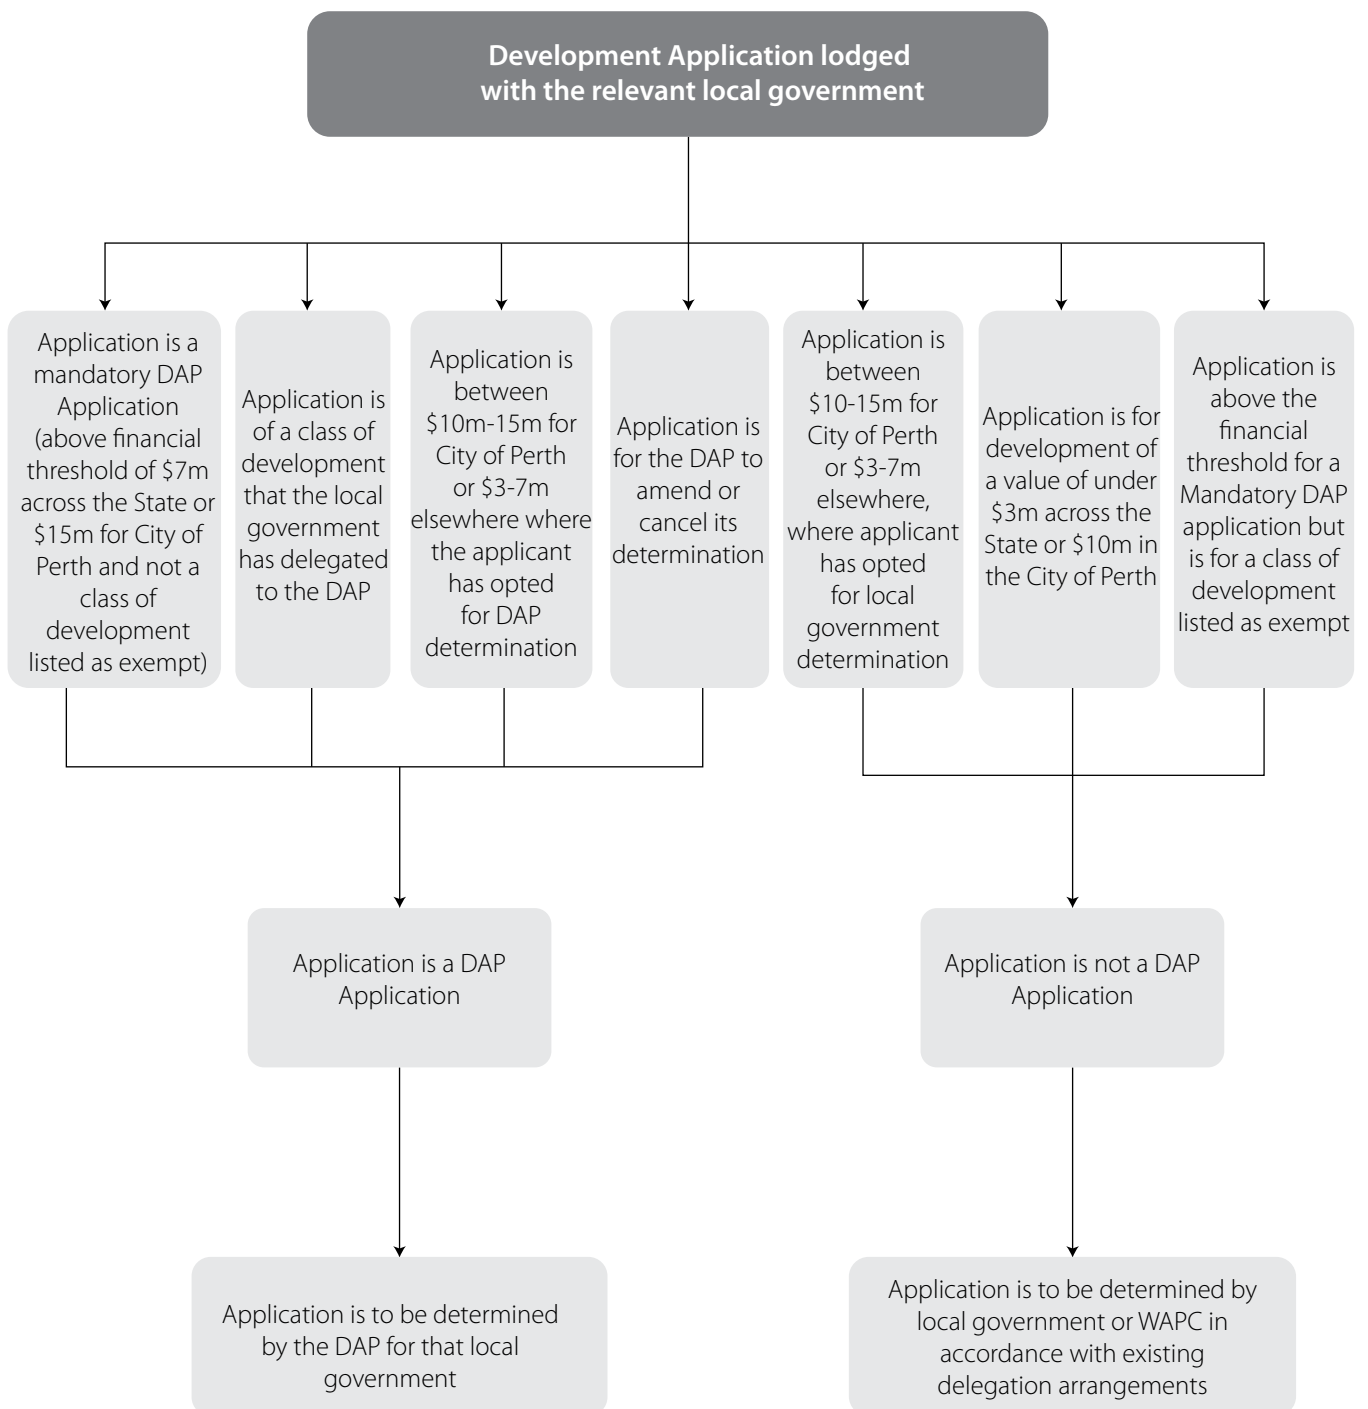 Development Application lodged
with the relevant local government
Application is a
mandatory DAP
Application
(above financial
threshold of $7m
across the State or
$15m for City of
Perth and not a
class of
development
listed as exempt)
Application is
of a class of
development
that the local
government
has delegated
to the DAP
Application is
between
$10m-15m for
City of Perth
or $3-7m
elsewhere where
the applicant
has opted
for DAP
determination
Application is
for the DAP to
amend or
cancel its
determination
Application is
between
$10-15m for
City of Perth
or $3-7m
elsewhere,
where applicant
has opted
for local
government
determination
Application is for
development of
a value of under
$3m across the
State or $10m in
the City of Perth
Application is
above the
financial
threshold for a
Mandatory DAP
application but
is for a class of
development
listed as exempt
Application is a DAP
Application
Application is not a DAP
Application
Application is to be determined
by the DAP for that local
government
Application is to be determined by
local government or WAPC in
accordance with existing
delegation arrangements